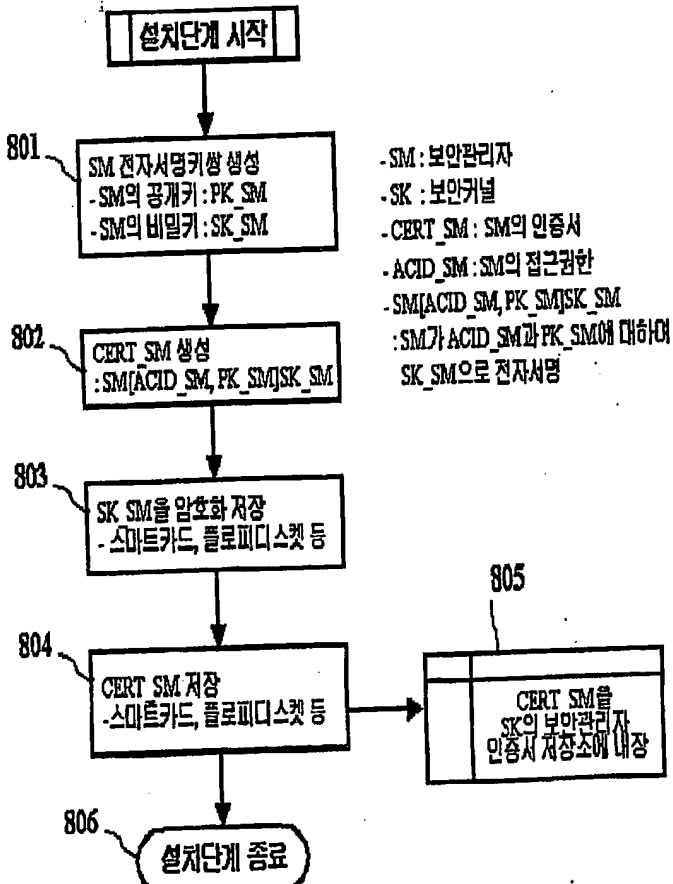 설치단계 시작
801
SM 전자서명키쌍 생성
-SM의 공개키 : PK_SM
-SM의 비밀키 : SK_SM
-SM : 보안관리자
-SK : 보안커널
-CERT_SM : SM의 인증서
-ACID_SM : SM의 접근권한
-SM[ACID_SM, PK_SM]SK_SM
:SM가 ACID_SM과 PK_SM에 대하여
SK_SM으로 전자서명
802
CERT_SM 생성
:SM[ACID_SM, PK_SM]SK_SM
803
SK_SM을 암호화 저장
- 스마트카드, 플로피디스켓 등
804
CERT_SM 저장
-스마트카드, 플로피디스켓 등
805
CERT_SM을
SK의 보안관리자
인증서 저장소에 내장
806
설치단계 종료